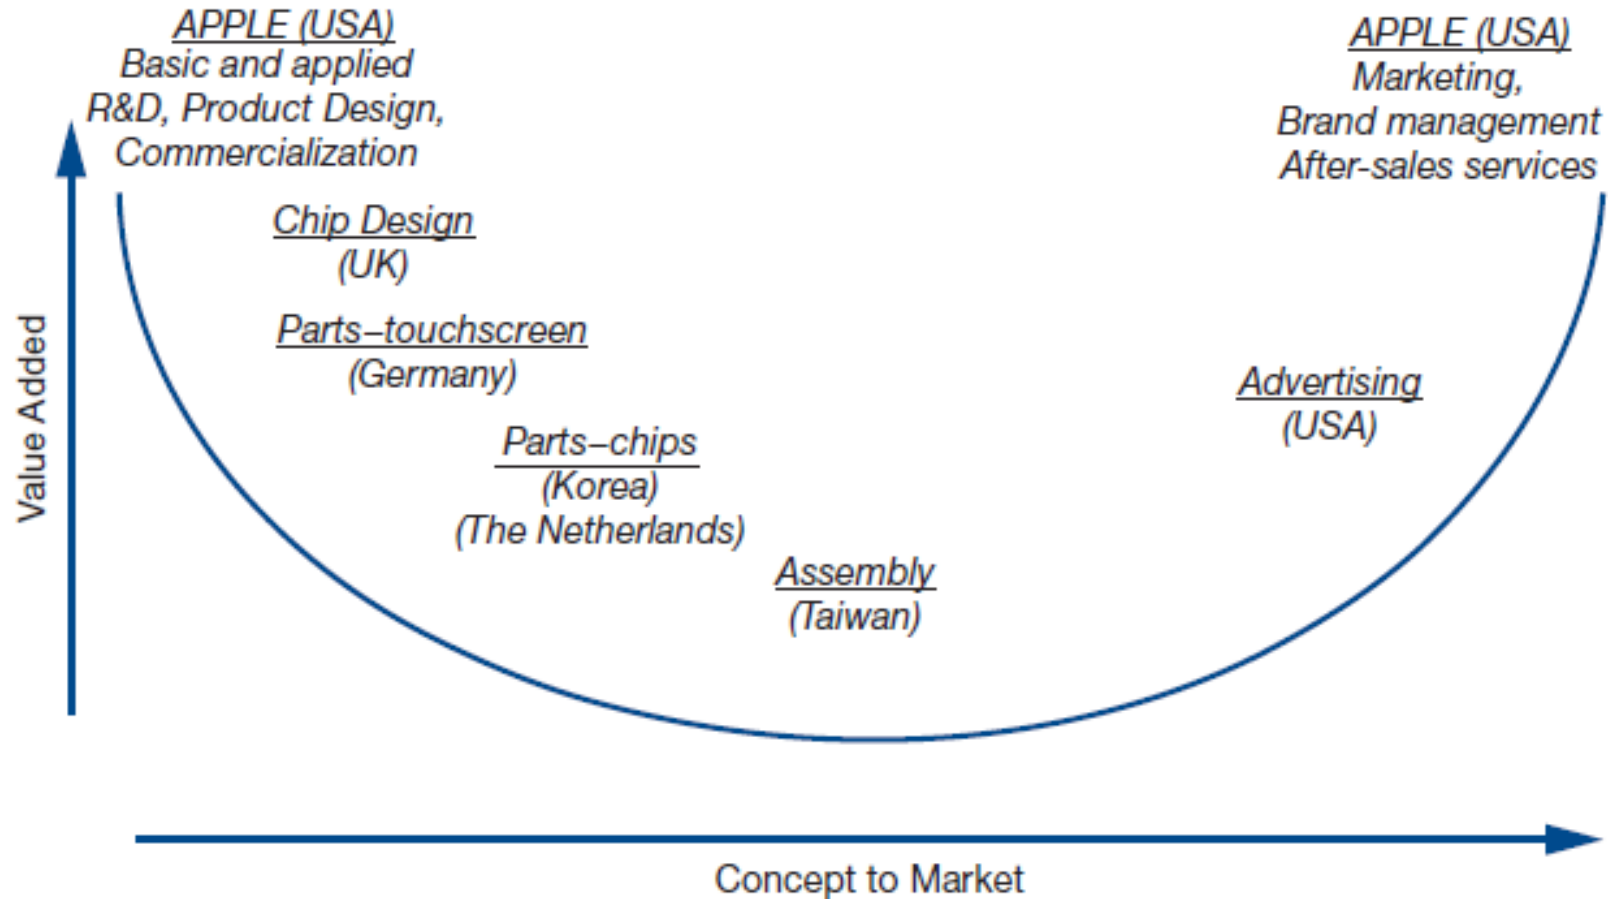 APPLE (USA)
Basic and applied
R&D, Product Design,
Commercialization
Chip Design
(UK)
Parts–touchscreen
(Germany)
Parts–chips
(Korea)
(The Netherlands)
Assembly
(Taiwan)
Advertising
(USA)
APPLE (USA)
Marketing,
Brand management
After-sales services
Value Added
Concept to Market